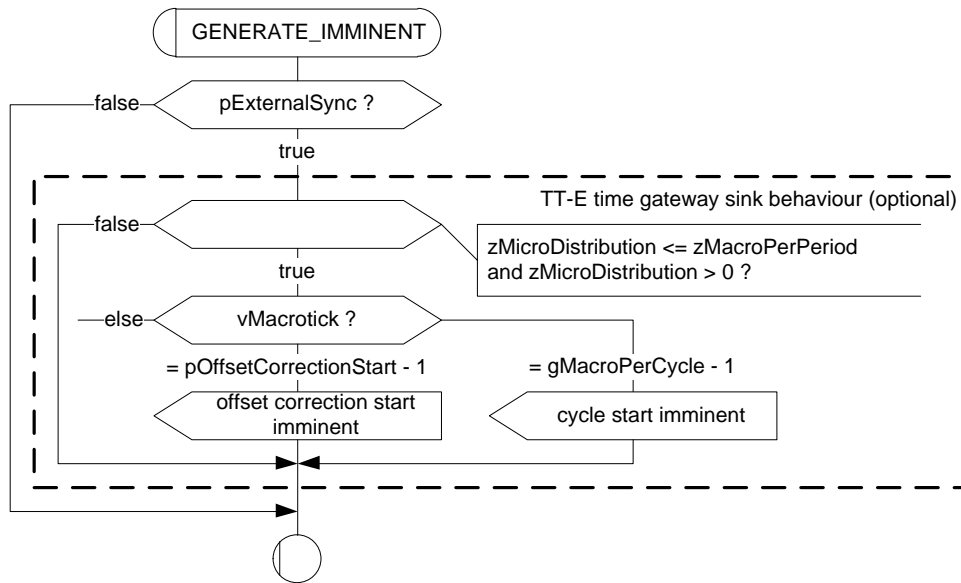 GENERATE_IMMINENT
false
pExternalSync ?
true
TT-E time gateway sink behaviour (optional)
false
zMicroDistribution <= zMacroPerPeriod
and zMicroDistribution > 0 ?
true
else
vMacrotick ?
= pOffsetCorrectionStart - 1
= gMacroPerCycle - 1
offset correction start
imminent
cycle start imminent